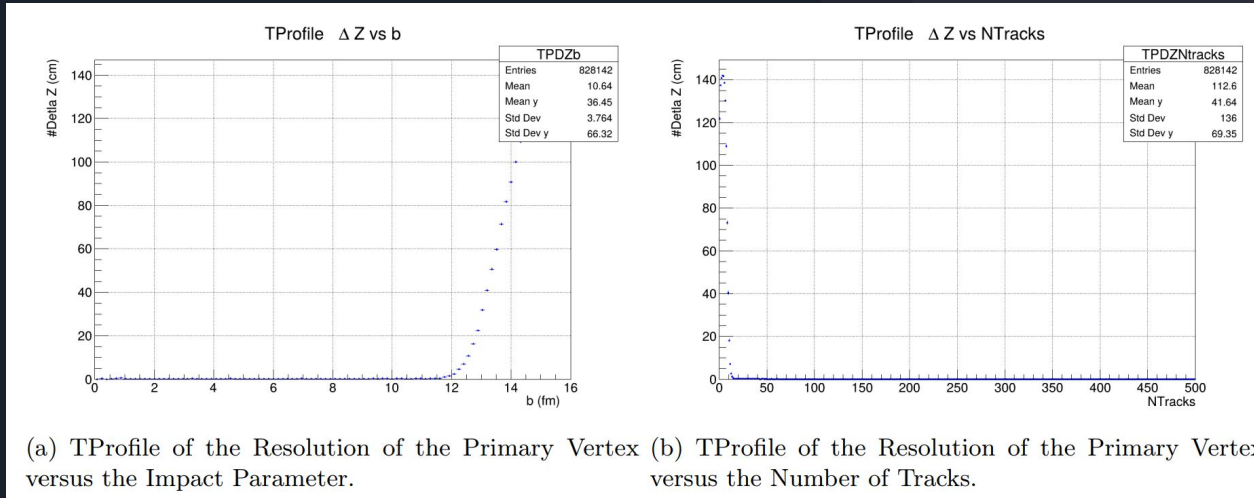 TProfile Δ Z vs b
TPDZb
Entries 828142
Mean 10.64
Mean y 36.45
Std Dev 3.764
Std Dev y 66.32
#Detla Z (cm)
140
120
100
80
60
40
20
0
0 2 4 6 8 10 12 14 16
b (fm)
TProfile Δ Z vs NTracks
TPDZNtracks
Entries 828142
Mean 112.6
Mean y 41.64
Std Dev 136
Std Dev y 69.35
#Detla Z (cm)
140
120
100
80
60
40
20
0
0 50 100 150 200 250 300 350 400 450 500
NTracks
(a) TProfile of the Resolution of the Primary Vertex
versus the Impact Parameter.
(b) TProfile of the Resolution of the Primary Vertex
versus the Number of Tracks.